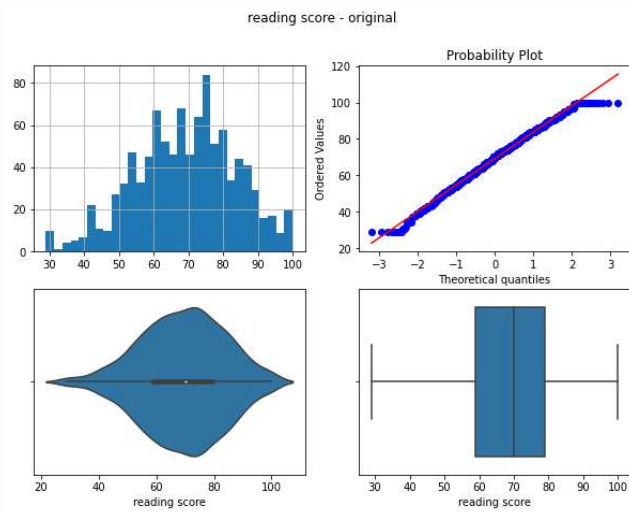 reading score - original
80
60
40
20
0
30 40 50 60 70 80 90 100
Probability Plot
120
100
80
60
40
20
Ordered Values
−3 −2 −1 0 1 2 3
Theoretical quantiles
20 40 60 80 100
reading score
30 40 50 60 70 80 90 100
reading score